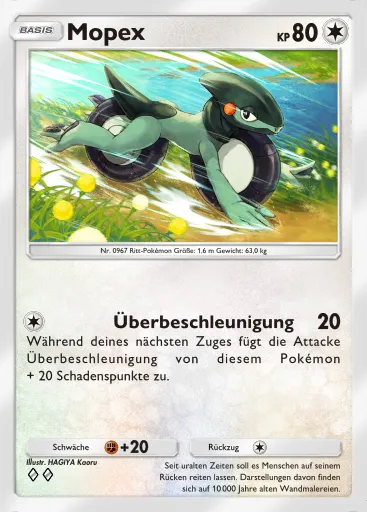 BASIS Mopex KP 80
Nr. 0967 Ritt-Pokémon Größe: 1,6 m Gewicht: 63,0 kg
Überbeschleunigung 20
Während deines nächsten Zuges fügt die Attacke
Überbeschleunigung von diesem Pokémon
+ 20 Schadenspunkte zu.
Schwäche +20 Rückzug
Illustr. HAGIYA Kaoru
Seit uralten Zeiten soll es Menschen auf seinem
Rücken reiten lassen. Darstellungen davon finden
sich auf 10 000 Jahre alten Wandmalereien.